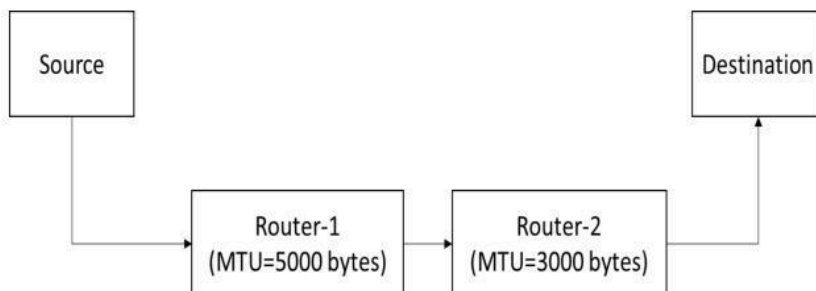 Source
Destination
Router-1
(MTU=5000 bytes)
Router-2
(MTU=3000 bytes)